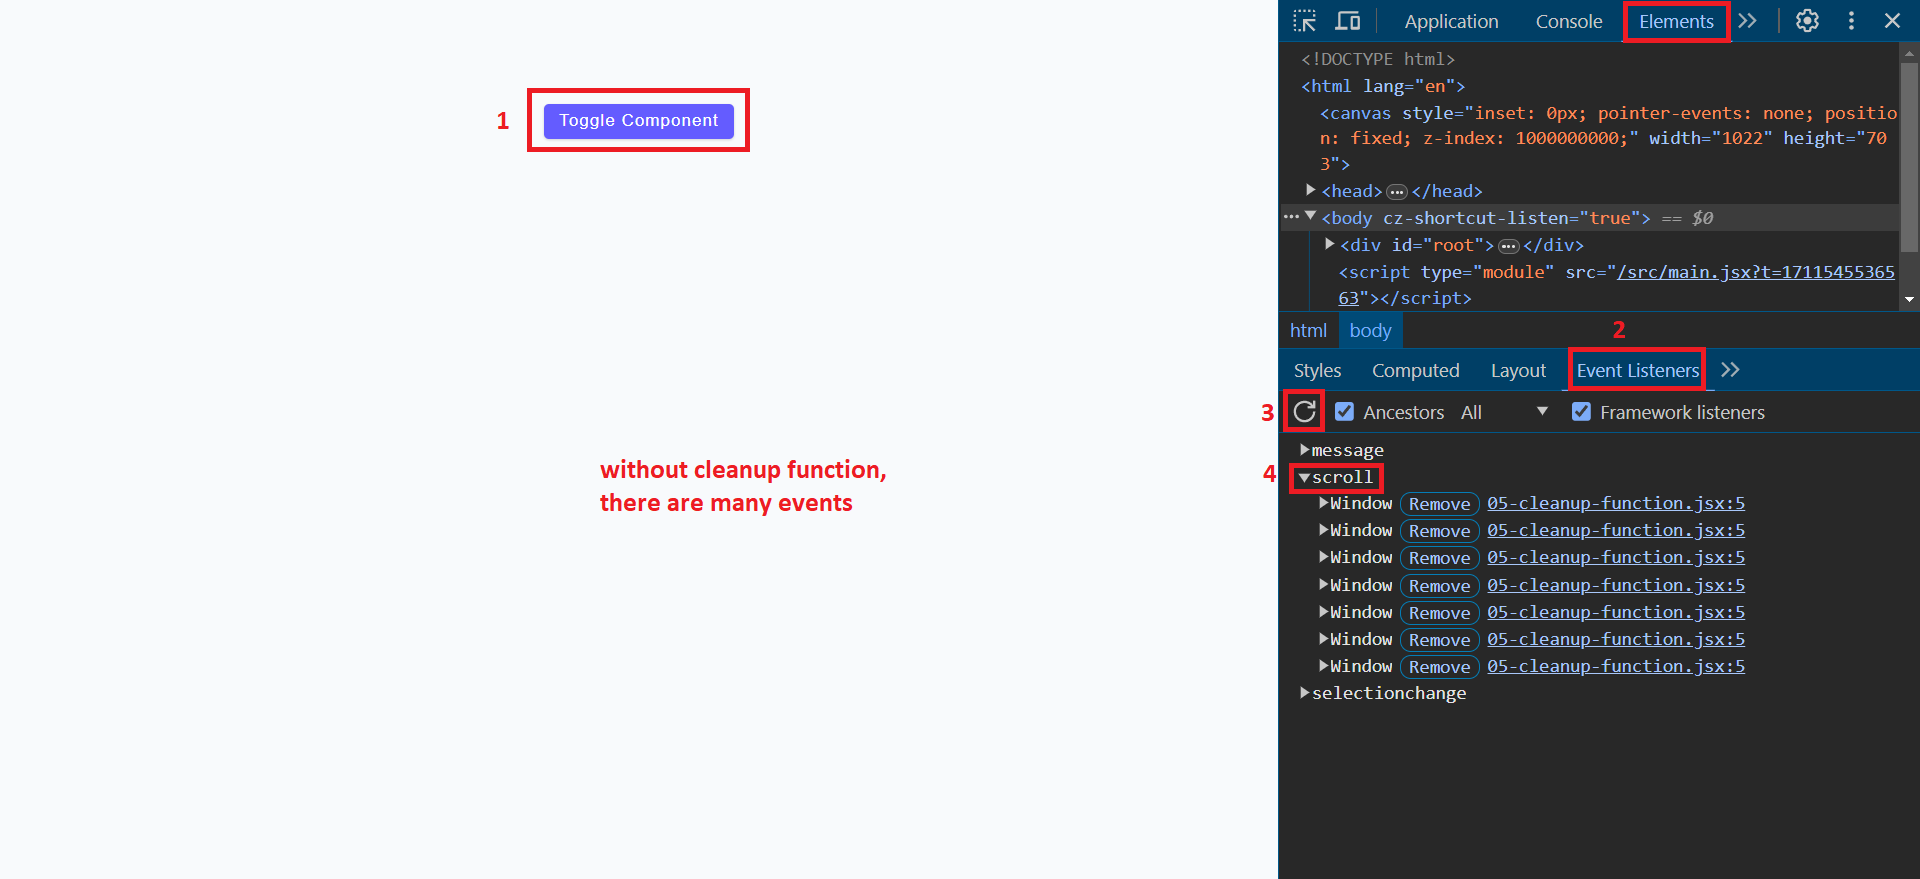 1
Toggle Component
without cleanup function,
there are many events
Application Console Elements
<!DOCTYPE html>
<html lang="en">
<canvas style="inset: 0px; pointer-events: none; positio
n: fixed; z-index: 1000000000;" width="1022" height="70
3">
<head>…</head>
… <body cz-shortcut-listen="true"> == $0
<div id="root">…</div>
<script type="module" src="/src/main.jsx?t=17115455365
63"></script>
html body 2
Styles Computed Layout Event Listeners
3 Ancestors All Framework listeners
message
4 scroll
Window Remove 05-cleanup-function.jsx:5
Window Remove 05-cleanup-function.jsx:5
Window Remove 05-cleanup-function.jsx:5
Window Remove 05-cleanup-function.jsx:5
Window Remove 05-cleanup-function.jsx:5
Window Remove 05-cleanup-function.jsx:5
Window Remove 05-cleanup-function.jsx:5
selectionchange